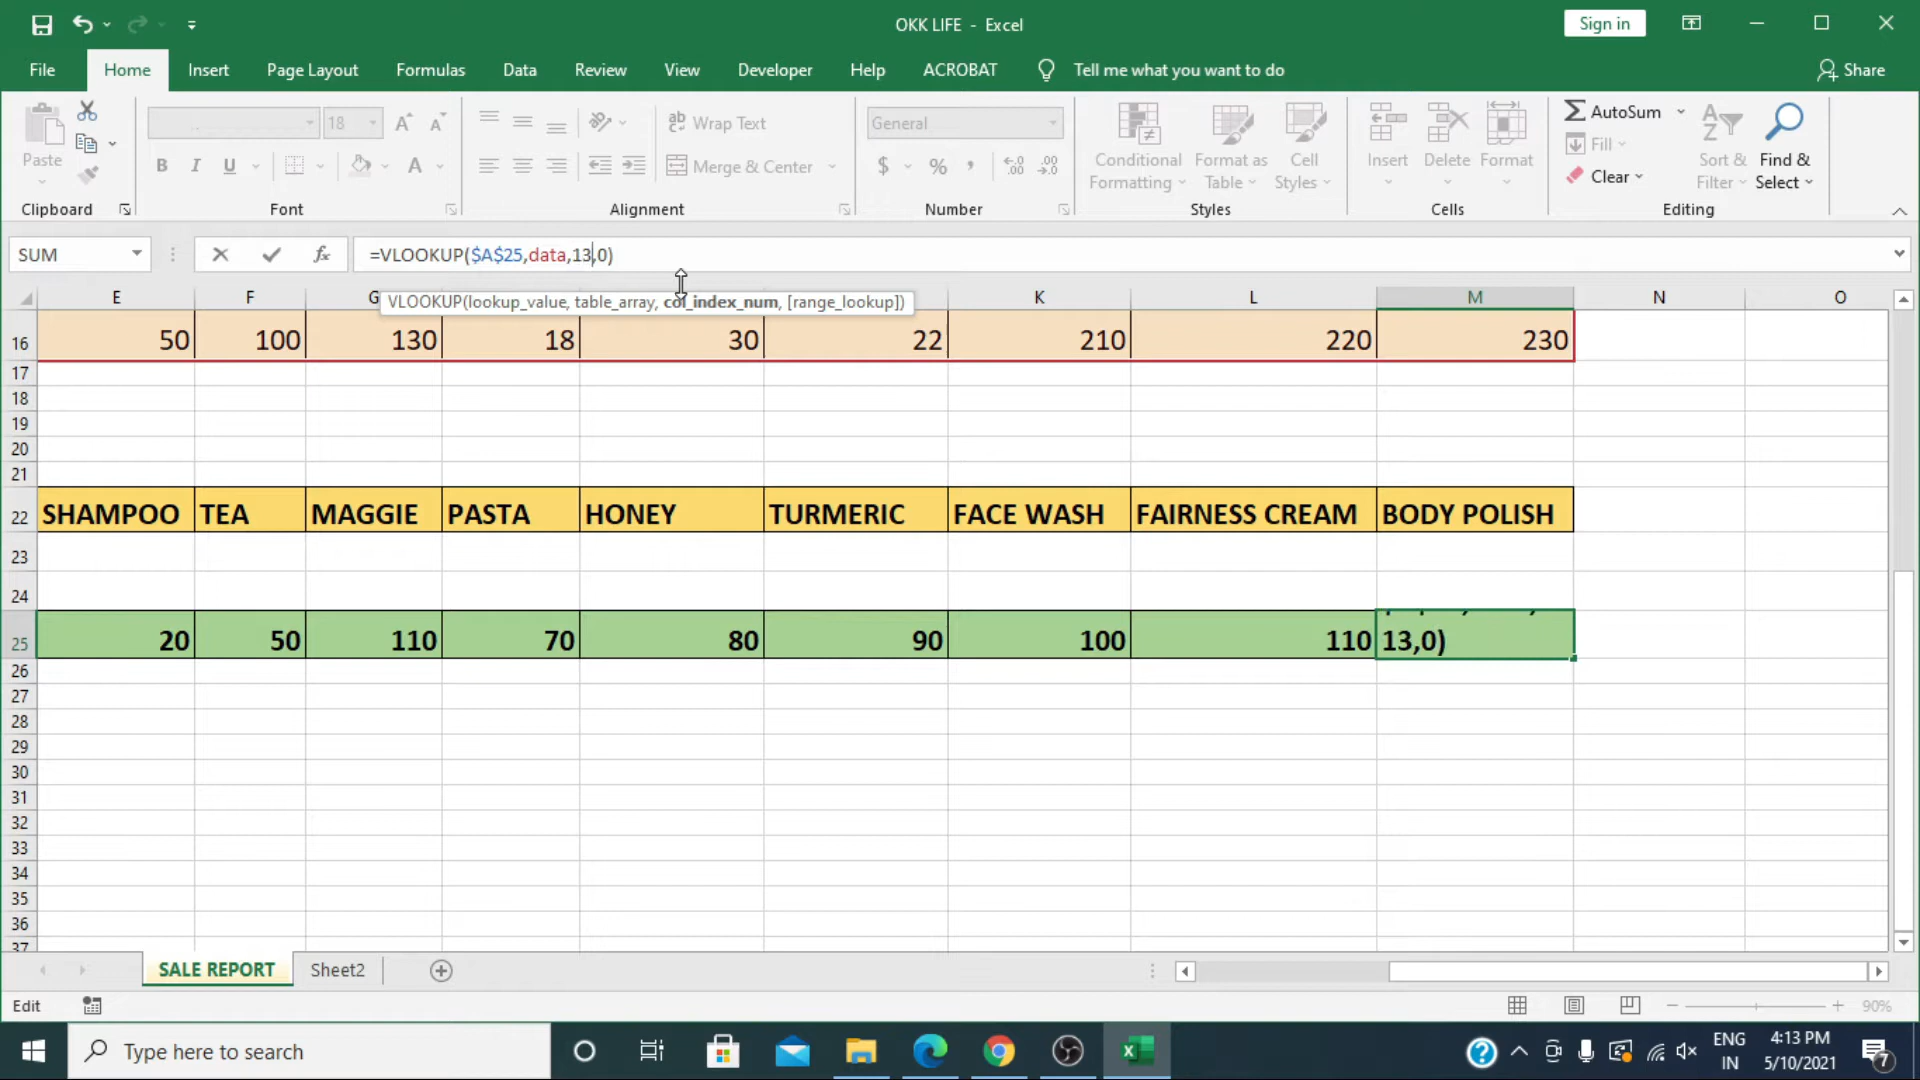 OKK LIFE - Excel
Sign in
File Home Insert Page Layout Formulas Data Review View Developer Help ACROBAT Tell me what you want to do Share
Paste
18
B I U A
Wrap Text
Merge & Center
General
$ % ,
Conditional Formatting
Format as Table
Cell Styles
Insert
Delete
Format
AutoSum
Fill
Clear
Sort & Filter
Find & Select
Clipboard Font Alignment Number Styles Cells Editing
SUM fx =VLOOKUP($A$25,data,13,0)
VLOOKUP(lookup_value, table_array, col_index_num, [range_lookup])
E F G K L M N O
16 50 100 130 18 30 22 210 220 230
17
18
19
20
21
22 SHAMPOO TEA MAGGIE PASTA HONEY TURMERIC FACE WASH FAIRNESS CREAM BODY POLISH
23
24
25 20 50 110 70 80 90 100 110 13,0)
26
27
28
29
30
31
32
33
34
35
36
37
SALE REPORT Sheet2
Edit 90%
Type here to search
ENG
IN
4:13 PM
5/10/2021
7